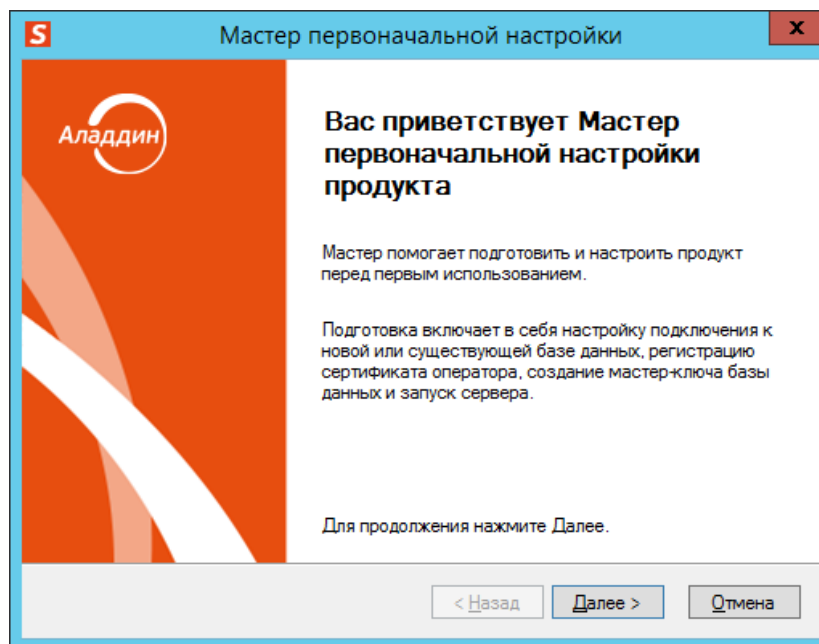 S
Мастер первоначальной настройки
x
Аладдин
Вас приветствует Мастер
первоначальной настройки
продукта
Мастер помогает подготовить и настроить продукт
перед первым использованием.
Подготовка включает в себя настройку подключения к
новой или существующей базе данных, регистрацию
сертификата оператора, создание мастер-ключа базы
данных и запуск сервера.
Для продолжения нажмите Далее.
< Назад
Далее >
Отмена